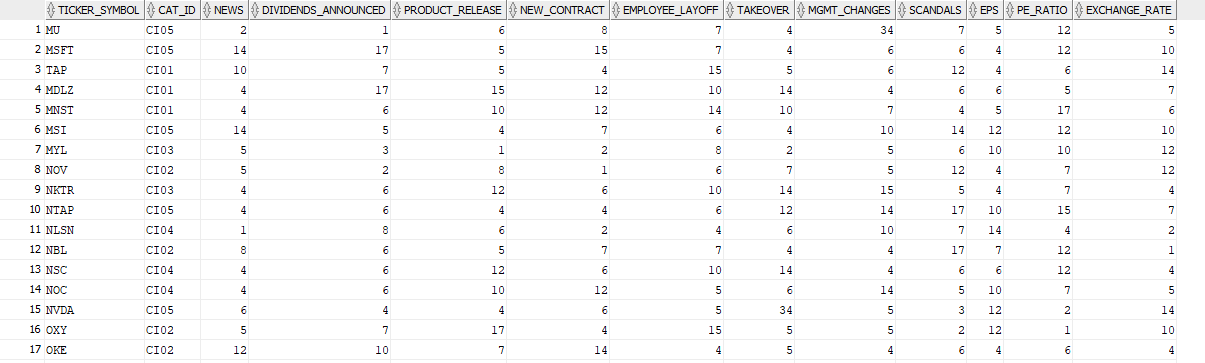 TICKER_SYMBOL CAT_ID NEWS DIVIDENDS_ANNOUNCED PRODUCT_RELEASE NEW_CONTRACT EMPLOYEE_LAYOFF TAKEOVER MGMT_CHANGES SCANDALS EPS PE_RATIO EXCHANGE_RATE
1 MU CI05 2 1 6 8 7 4 34 7 5 12 5
2 MSFT CI05 14 17 5 15 7 4 6 6 4 12 10
3 TAP CI01 10 7 5 4 15 5 6 12 4 6 14
4 MDLZ CI01 4 17 15 12 10 14 4 6 6 5 7
5 MNST CI01 4 6 10 12 14 10 7 4 5 17 6
6 MSI CI05 14 5 4 7 6 4 10 14 12 12 10
7 MYL CI03 5 3 1 2 8 2 5 6 10 10 12
8 NOV CI02 5 2 8 1 6 7 5 12 4 7 12
9 NKTR CI03 4 6 12 6 10 14 15 5 4 7 4
10 NTAP CI05 4 6 4 4 6 12 14 17 10 15 7
11 NLSN CI04 1 8 6 2 4 6 10 7 14 4 2
12 NBL CI02 8 6 5 7 7 4 4 17 7 12 1
13 NSC CI04 4 6 12 6 10 14 4 6 6 12 4
14 NOC CI04 4 6 10 12 5 6 14 5 10 7 5
15 NVDA CI05 6 4 4 6 5 34 5 3 12 2 14
16 OXY CI02 5 7 17 4 15 5 5 2 12 1 10
17 OKE CI02 12 10 7 14 4 5 4 6 4 6 4